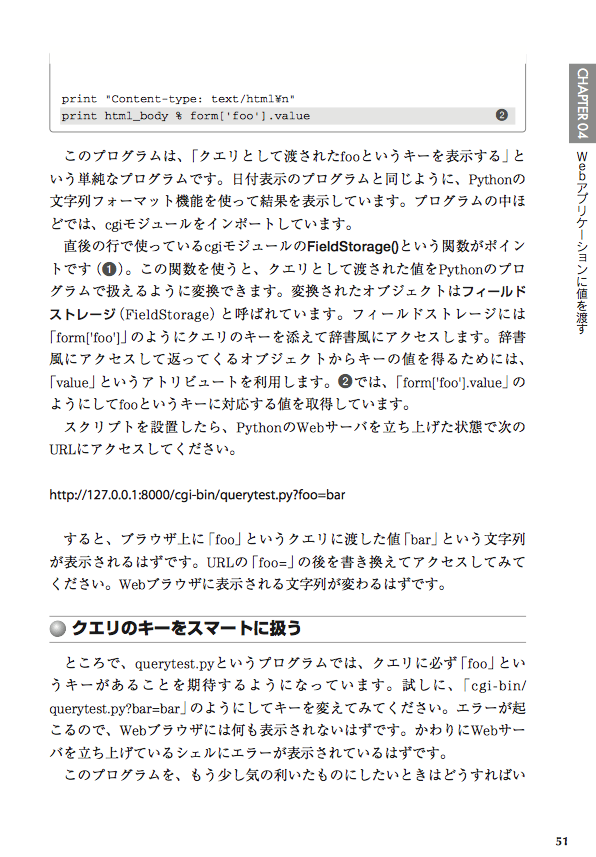 print "Content-type: text/html¥n"
print html_body % form['foo'].value ❷
このプログラムは、「クエリとして渡されたfooというキーを表示する」と
いう単純なプログラムです。日付表示のプログラムと同じように、Pythonの
文字列フォーマット機能を使って結果を表示しています。プログラムの中ほ
どでは、cgiモジュールをインポートしています。
直後の行で使っているcgiモジュールのFieldStorage()という関数がポイン
トです（❶）。この関数を使うと、クエリとして渡された値をPythonのプロ
グラムで扱えるように変換できます。変換されたオブジェクトはフィールド
ストレージ（FieldStorage）と呼ばれています。フィールドストレージには
「form['foo']」のようにクエリのキーを添えて辞書風にアクセスします。辞書
風にアクセスして返ってくるオブジェクトからキーの値を得るためには、
「value」というアトリビュートを利用します。❷では、「form['foo'].value」の
ようにしてfooというキーに対応する値を取得しています。
スクリプトを設置したら、PythonのWebサーバを立ち上げた状態で次の
URLにアクセスしてください。
http://127.0.0.1:8000/cgi-bin/querytest.py?foo=bar
すると、ブラウザ上に「foo」というクエリに渡した値「bar」という文字列
が表示されるはずです。URLの「foo=」の後を書き換えてアクセスしてみて
ください。Webブラウザに表示される文字列が変わるはずです。
クエリのキーをスマートに扱う
ところで、querytest.pyというプログラムでは、クエリに必ず「foo」とい
うキーがあることを期待するようになっています。試しに、「cgi-bin/
querytest.py?bar=bar」のようにしてキーを変えてみてください。エラーが起
こるので、Webブラウザには何も表示されないはずです。かわりにWebサー
バを立ち上げているシェルにエラーが表示されているはずです。
このプログラムを、もう少し気の利いたものにしたいときはどうすればい
CHAPTER 04
Webアプリケーションに値を渡す
51